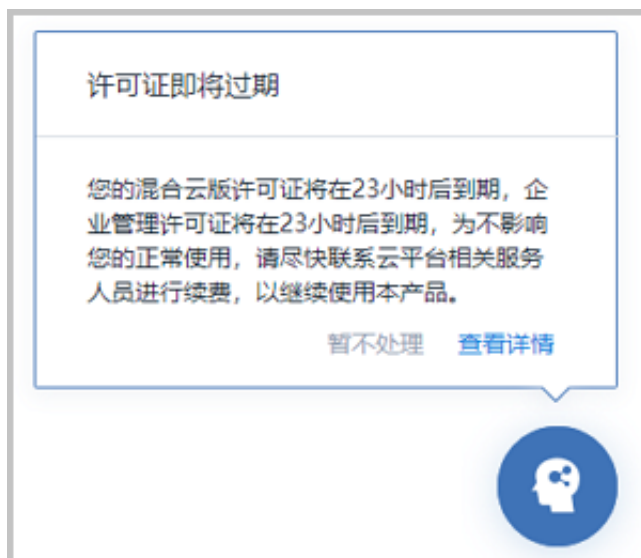 许可证即将过期
您的混合云版许可证将在23小时后到期，企
业管理许可证将在23小时后到期，为不影响
您的正常使用，请尽快联系云平台相关服务
人员进行续费，以继续使用本产品。
暂不处理 查看详情